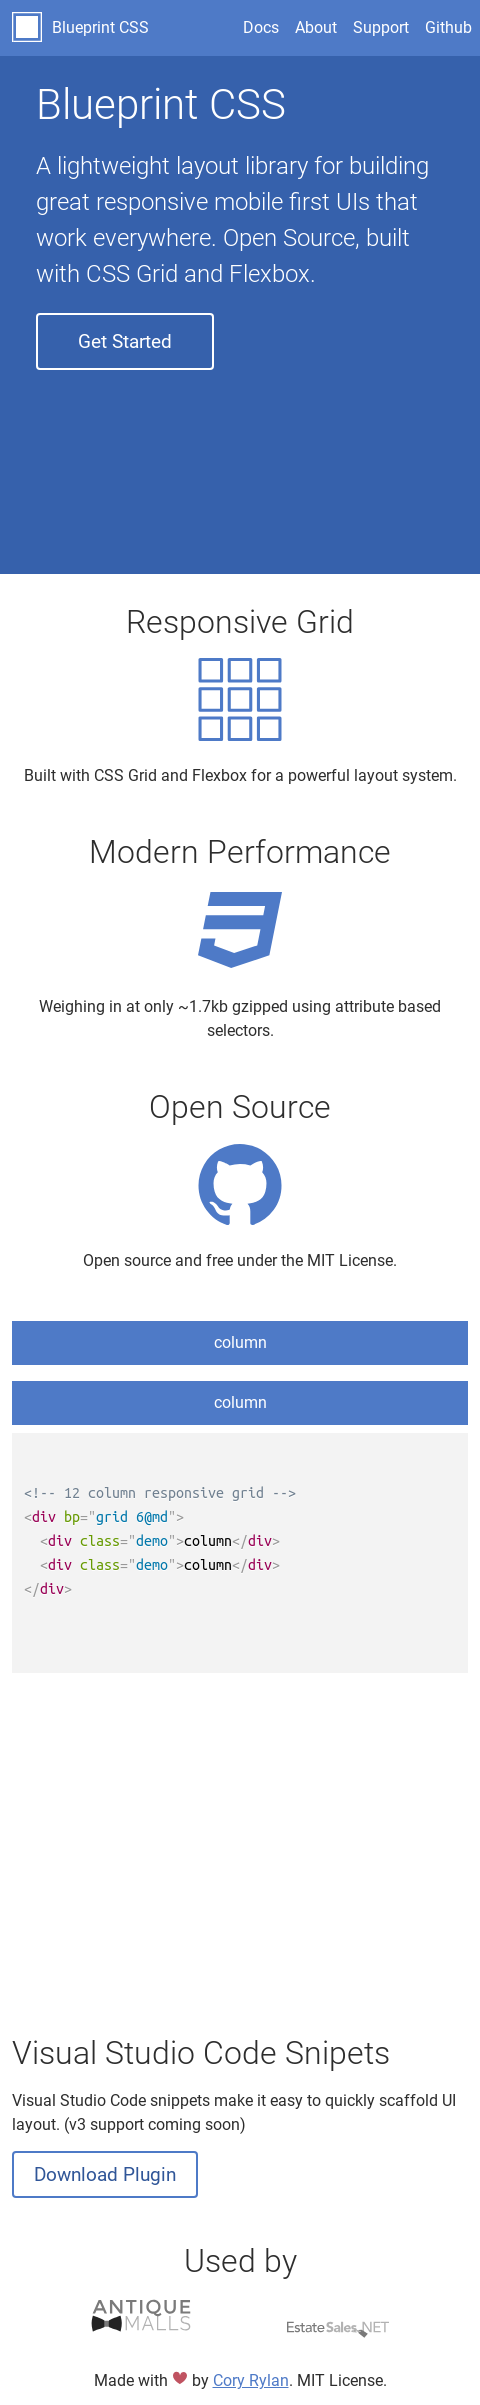 Blueprint CSS Docs About Support Github
Blueprint CSS
A lightweight layout library for building
great responsive mobile first UIs that
work everywhere. Open Source, built
with CSS Grid and Flexbox.
Get Started
Responsive Grid
Built with CSS Grid and Flexbox for a powerful layout system.
Modern Performance
Weighing in at only ~1.7kb gzipped using attribute based
selectors.
Open Source
Open source and free under the MIT License.
column
column
<!-- 12 column responsive grid -->
<div bp="grid 6@md">
  <div class="demo">column</div>
  <div class="demo">column</div>
</div>
Visual Studio Code Snipets
Visual Studio Code snippets make it easy to quickly scaffold UI
layout. (v3 support coming soon)
Download Plugin
Used by
ANTIQUE
MALLS
EstateSales.NET
Made with ❤ by Cory Rylan. MIT License.